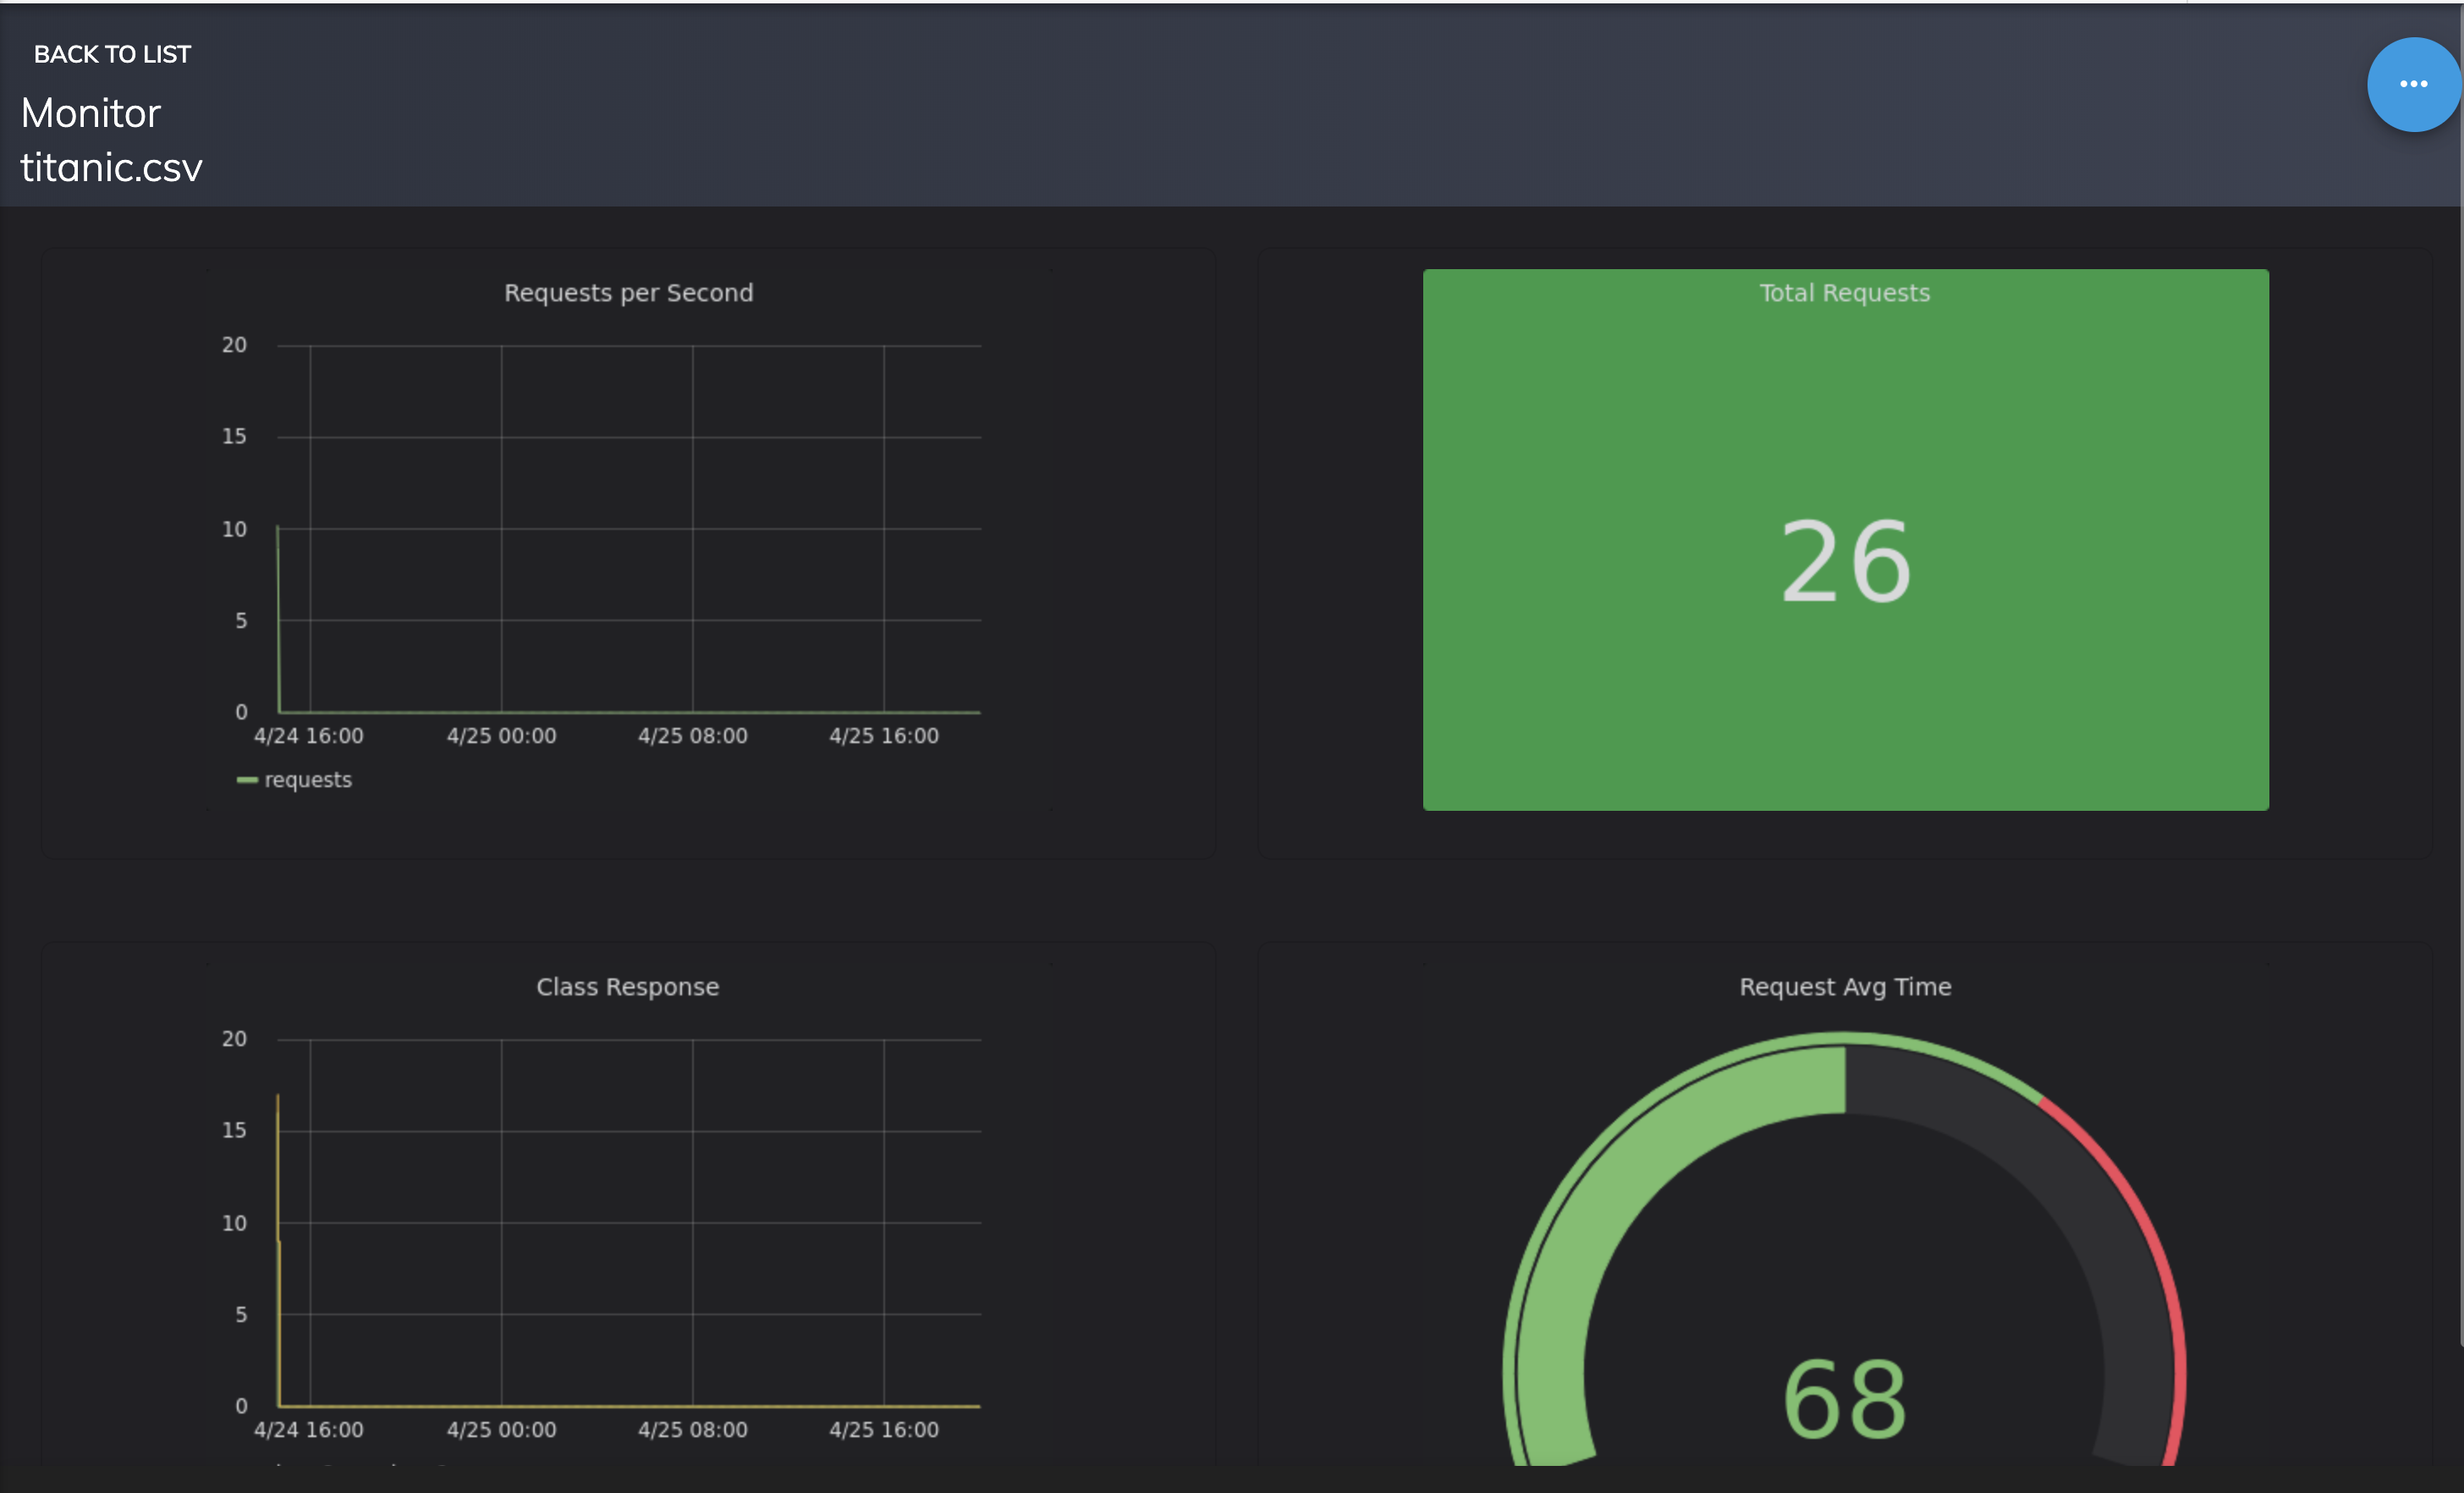 BACK TO LIST
Monitor
titanic.csv
Requests per Second
20
15
10
5
0
4/24 16:00 4/25 00:00 4/25 08:00 4/25 16:00
requests
Total Requests
26
Class Response
20
15
10
5
0
4/24 16:00 4/25 00:00 4/25 08:00 4/25 16:00
Request Avg Time
68